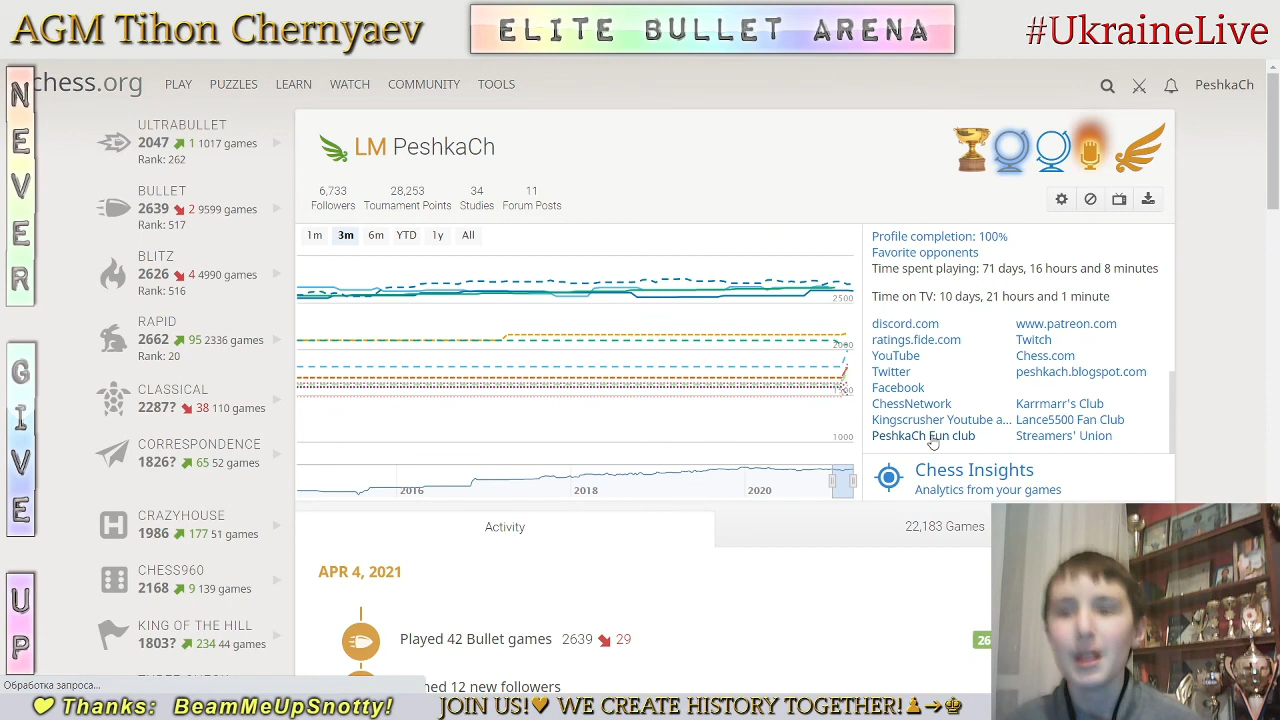 AGM Tihon Chernyaev
ELITE BULLET ARENA
#UkraineLive
NEVER
GIVE
UP
chess.org
PLAY PUZZLES LEARN WATCH COMMUNITY TOOLS
PeshkaCh
ULTRABULLET
2047 1 1017 games
Rank: 262
BULLET
2639 2 9599 games
Rank: 517
BLITZ
2626 4 4990 games
Rank: 516
RAPID
2662 95 2336 games
Rank: 20
CLASSICAL
2287? 38 110 games
CORRESPONDENCE
1826? 65 52 games
CRAZYHOUSE
1986 177 51 games
CHESS960
2168 9 139 games
KING OF THE HILL
1803? 234 44 games
LM PeshkaCh
6,733 28,253 34 11
Followers Tournament Points Studies Forum Posts
1m 3m 6m YTD 1y All
2500
2000
1000
2016 2018 2020
Profile completion: 100%
Favorite opponents
Time spent playing: 71 days, 16 hours and 8 minutes
Time on TV: 10 days, 21 hours and 1 minute
discord.com www.patreon.com
ratings.fide.com Twitch
YouTube Chess.com
Twitter peshkach.blogspot.com
Facebook
ChessNetwork Karrmarr's Club
Kingscrusher Youtube a... Lance5500 Fan Club
PeshkaCh Fun club Streamers' Union
Chess Insights
Analytics from your games
Activity 22,183 Games
APR 4, 2021
Played 42 Bullet games 2639 29
26
ned 12 new followers
Обработка запроса...
Thanks: BeamMeUpSnotty!
JOIN US! WE CREATE HISTORY TOGETHER!